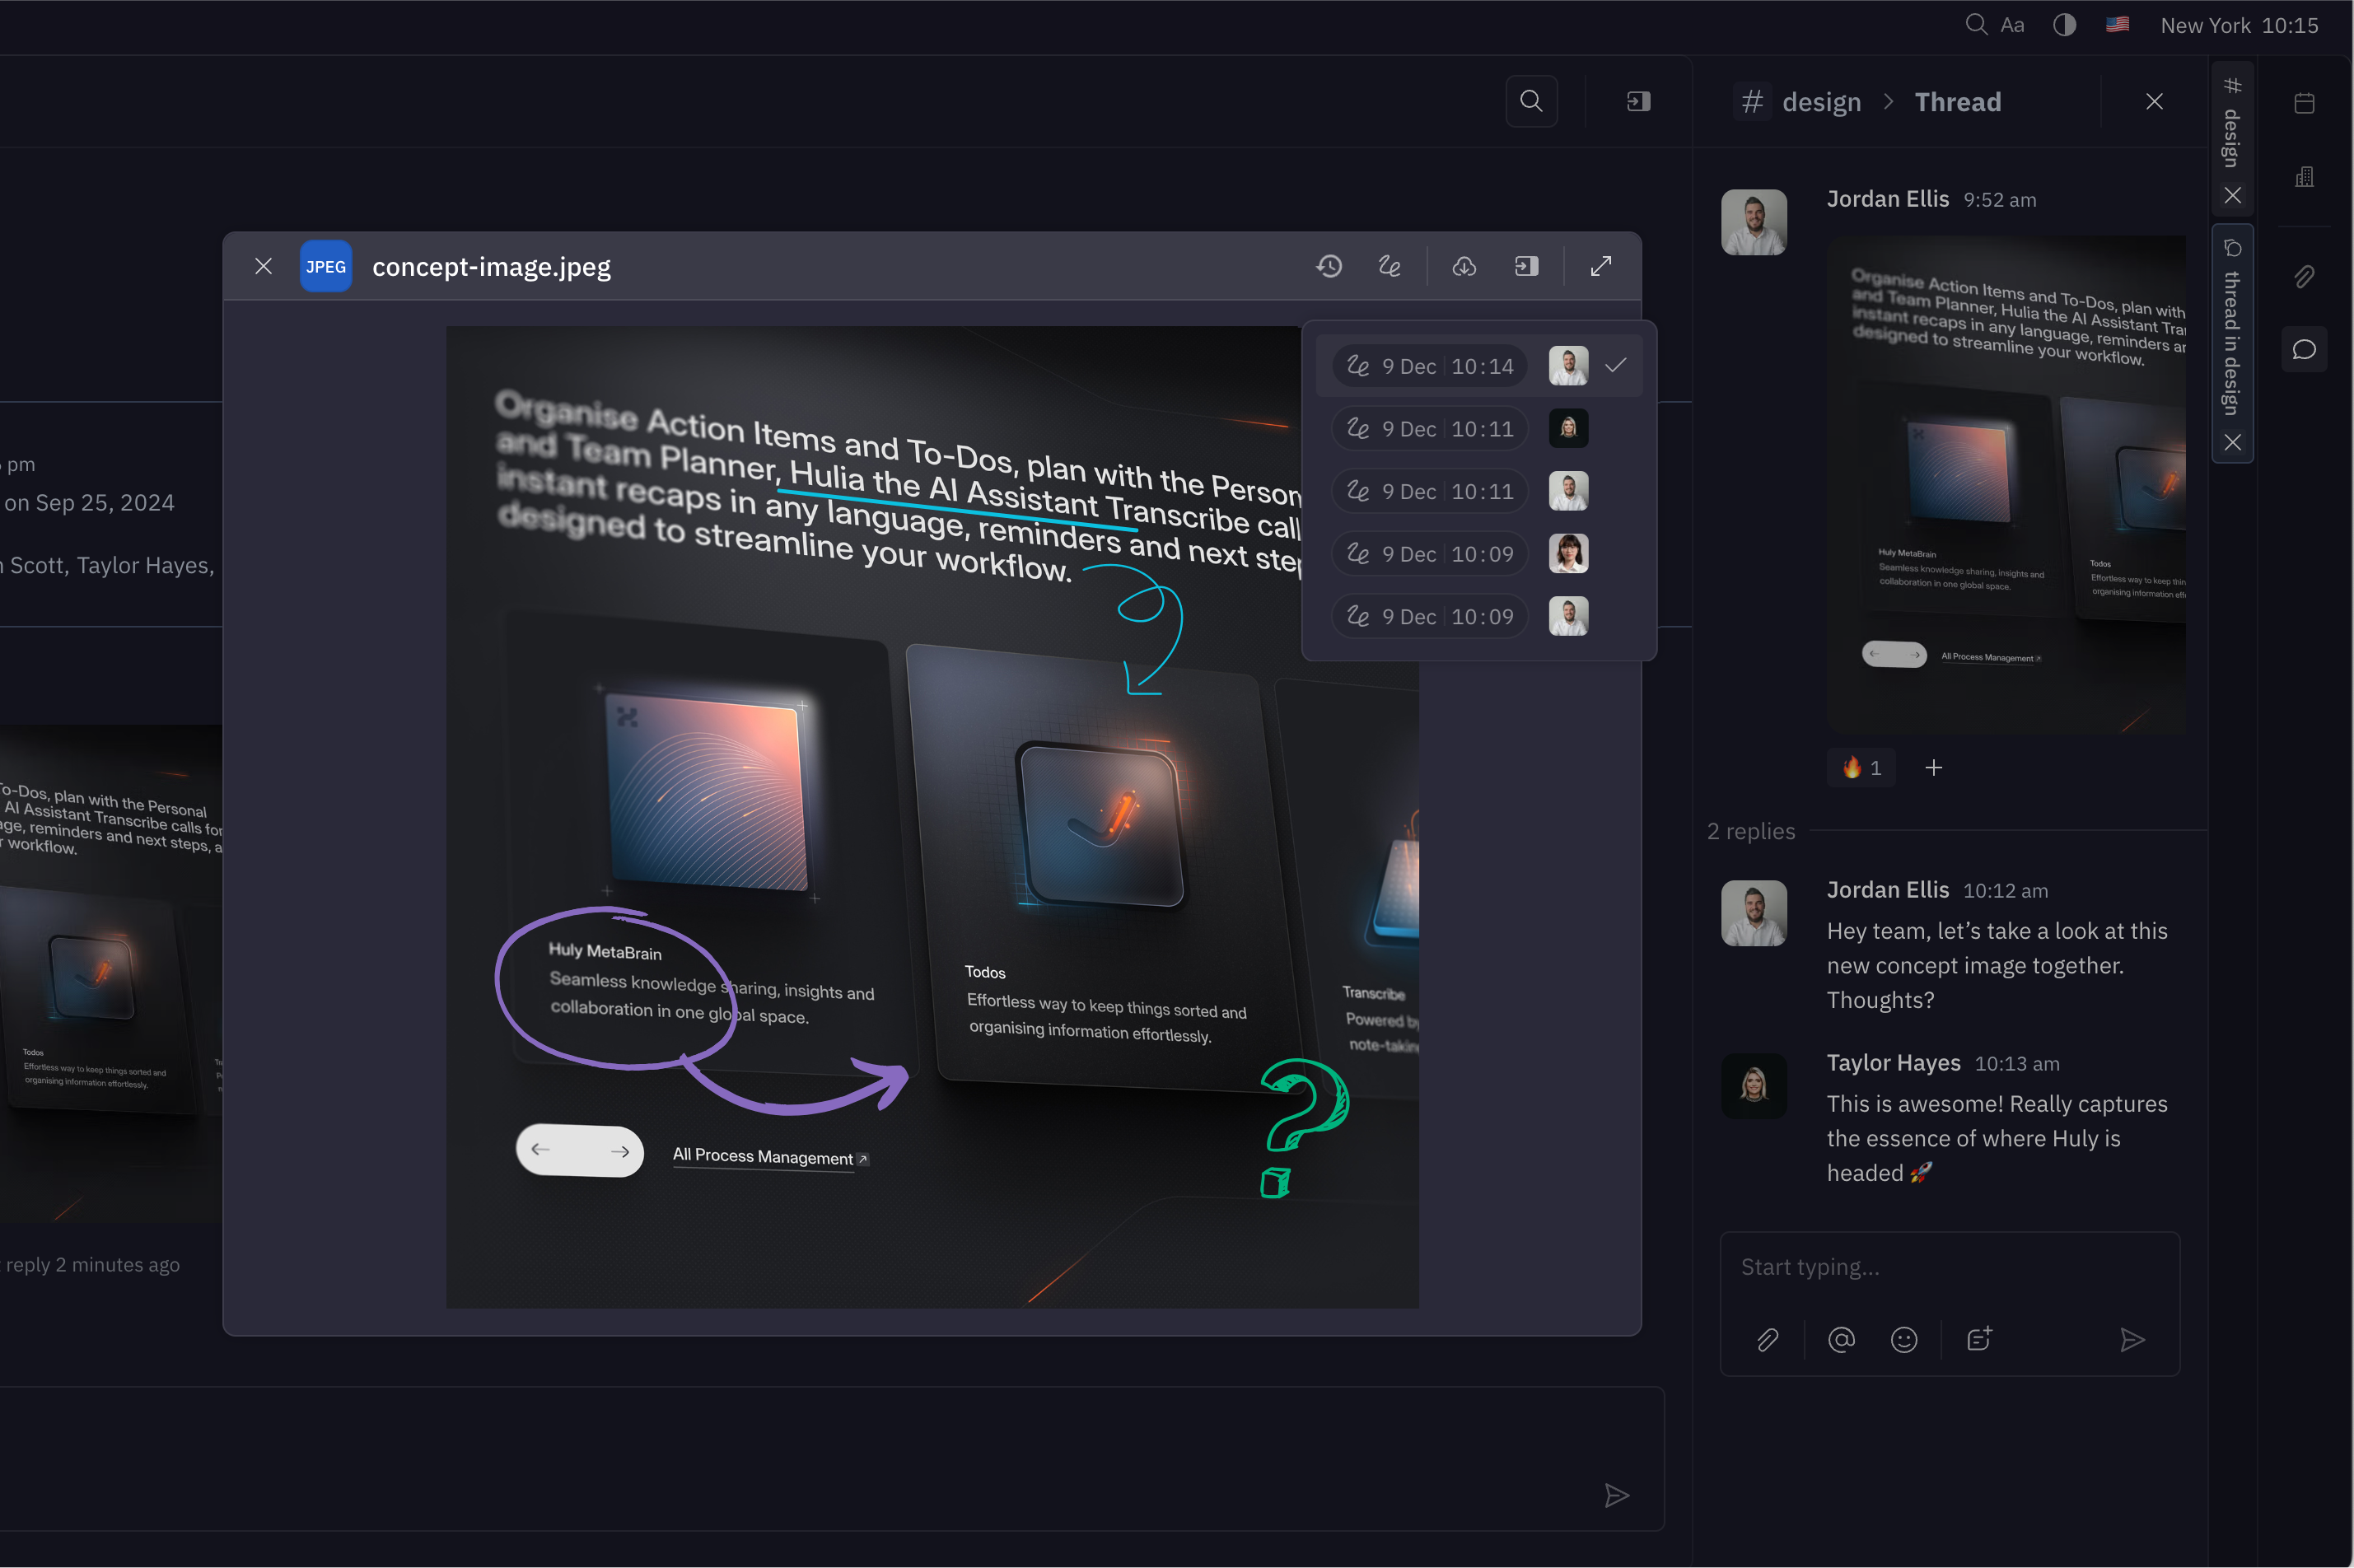 Aa
New York 10:15
# design > Thread
# design
thread in design
pm
on Sep 25, 2024
Scott, Taylor Hayes,
To-Dos, plan with the Personal
AI Assistant Transcribe calls for
reminders and next steps,
workflow.
Todos
Effortless way to keep things sorted and
organising information effortlessly.
reply 2 minutes ago
JPEG
concept-image.jpeg
9 Dec 10:14
9 Dec 10:11
9 Dec 10:11
9 Dec 10:09
9 Dec 10:09
Organise Action Items and To-Dos, plan with the Person
and Team Planner, Hulia the AI Assistant Transcribe call
instant recaps in any language, reminders and next step
designed to streamline your workflow.
Huly MetaBrain
Seamless knowledge sharing, insights and
collaboration in one global space.
Todos
Effortless way to keep things sorted and
organising information effortlessly.
Transcribe
Powered by
note-taking
?
All Process Management
Jordan Ellis 9:52 am
Organise Action Items and To-Dos, plan with
and Team Planner, Hulia the AI Assistant Tra
instant recaps in any language, reminders ar
designed to streamline your workflow.
Huly MetaBrain
Seamless knowledge sharing, insights and
collaboration in one global space.
Todos
Effortless way to keep thin
organising information eff
All Process Management
🔥 1
2 replies
Jordan Ellis 10:12 am
Hey team, let’s take a look at this
new concept image together.
Thoughts?
Taylor Hayes 10:13 am
This is awesome! Really captures
the essence of where Huly is
headed 🚀
Start typing...